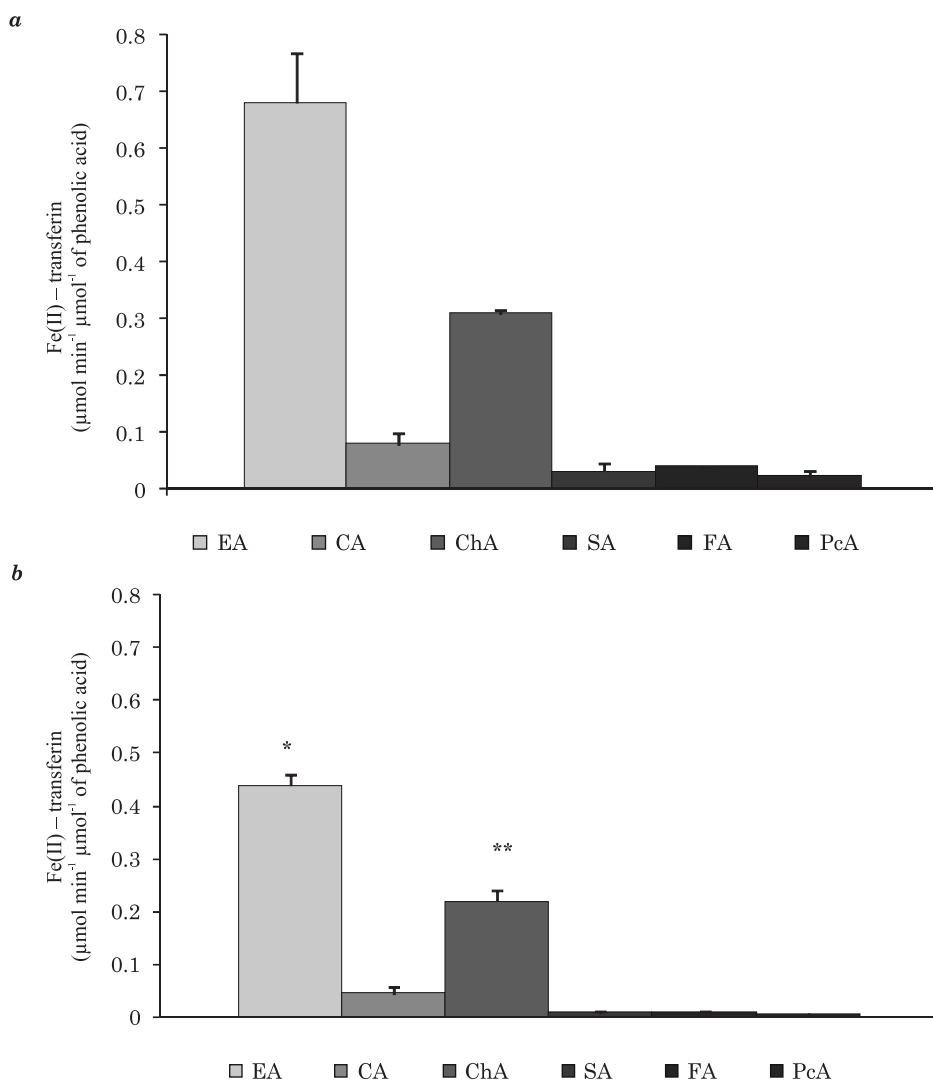 a
0.8
0.7
0.6
0.5
0.4
0.3
0.2
0.1
0
Fe(II) – transferin
(μmol min⁻¹ μmol⁻¹ of phenolic acid)
EA CA ChA SA FA PcA
b
0.8
0.7
0.6
0.5
0.4
0.3
0.2
0.1
0
Fe(II) – transferin
(μmol min⁻¹ μmol⁻¹ of phenolic acid)
*
**
EA CA ChA SA FA PcA